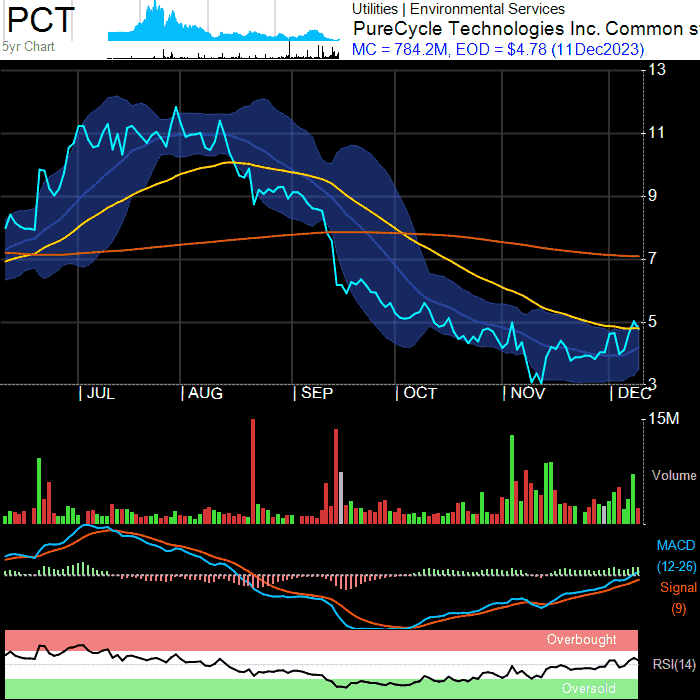 PCT
5yr Chart
Utilities | Environmental Services
PureCycle Technologies Inc. Common s
MC = 784.2M, EOD = $4.78 (11Dec2023)
13
11
9
7
5
3
| JUL | AUG | SEP | OCT | NOV | DEC
15M
Volume
MACD
(12-26)
Signal
(9)
Overbought
RSI(14)
Oversold